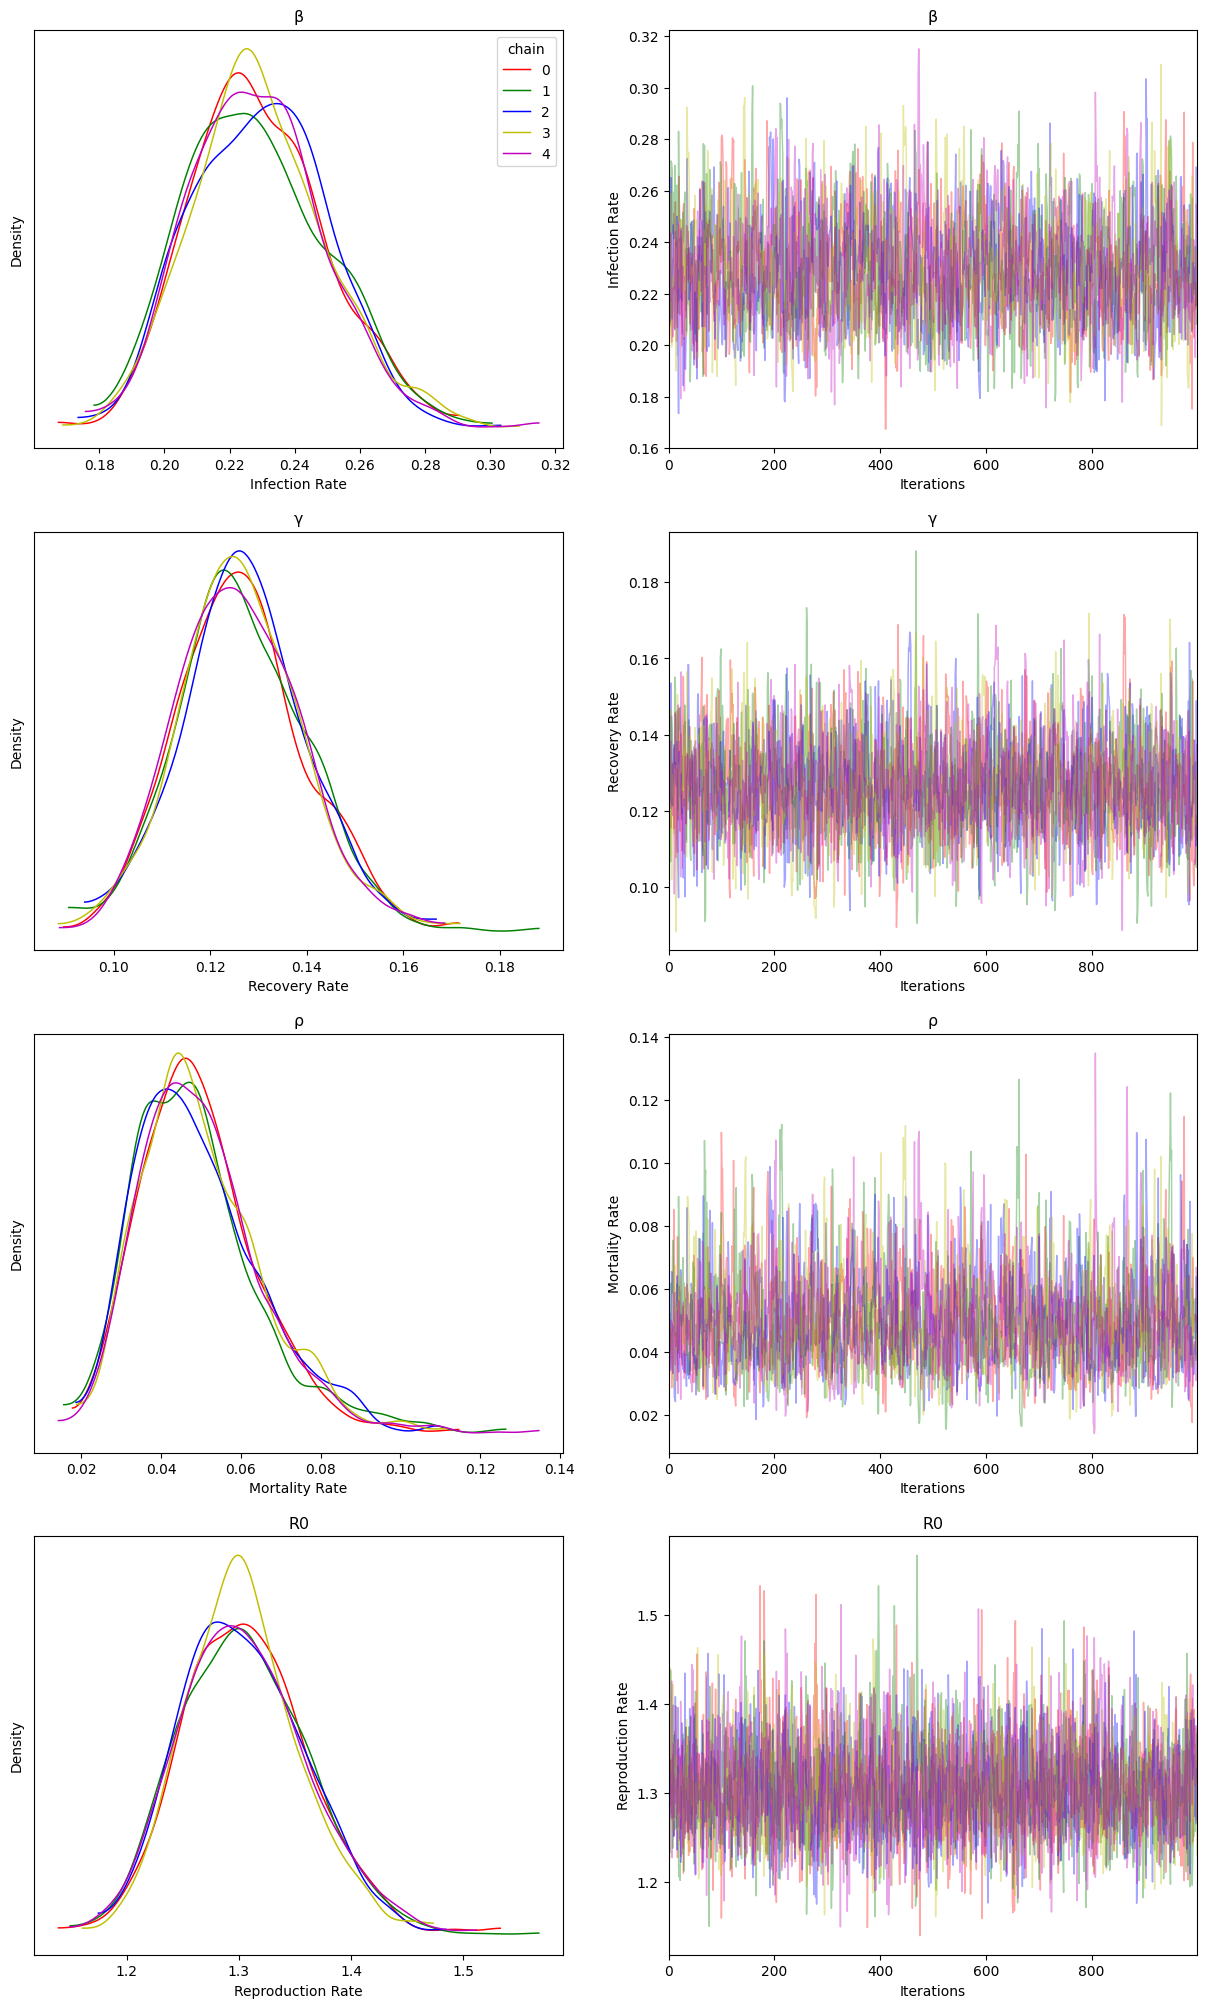 β
β
chain
0
1
2
3
4
Density
0.18 0.20 0.22 0.24 0.26 0.28 0.30 0.32
Infection Rate
Infection Rate
0.32
0.30
0.28
0.26
0.24
0.22
0.20
0.18
0.16
0 200 400 600 800
Iterations
γ
γ
Density
0.10 0.12 0.14 0.16 0.18
Recovery Rate
Recovery Rate
0.18
0.16
0.14
0.12
0.10
0 200 400 600 800
Iterations
ρ
ρ
Density
0.02 0.04 0.06 0.08 0.10 0.12 0.14
Mortality Rate
Mortality Rate
0.14
0.12
0.10
0.08
0.06
0.04
0.02
0 200 400 600 800
Iterations
R0
R0
Density
1.2 1.3 1.4 1.5
Reproduction Rate
Reproduction Rate
1.5
1.4
1.3
1.2
0 200 400 600 800
Iterations